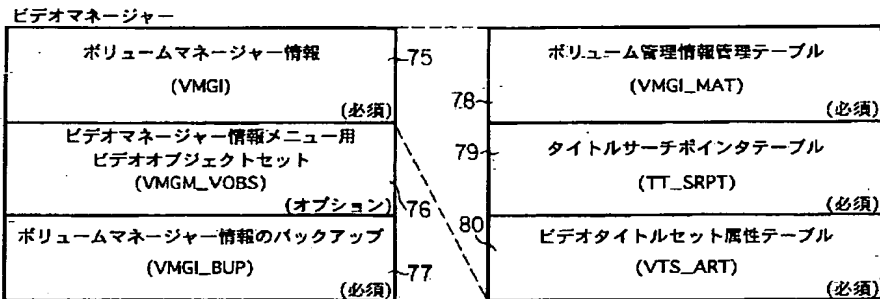 ビデオマネージャー
ボリュームマネージャー情報
(VMGI)
(必須)
75
ビデオマネージャー情報メニュー用
ビデオオブジェクトセット
(VMGM_VOBS)
(オプション)
76
ボリュームマネージャー情報のバックアップ
(VMGI_BUP)
(必須)
77
ボリューム管理情報管理テーブル
(VMGI_MAT)
78
(必須)
79
タイトルサーチポインタテーブル
(TT_SRPT)
(必須)
80
ビデオタイトルセット属性テーブル
(VTS_ART)
(必須)